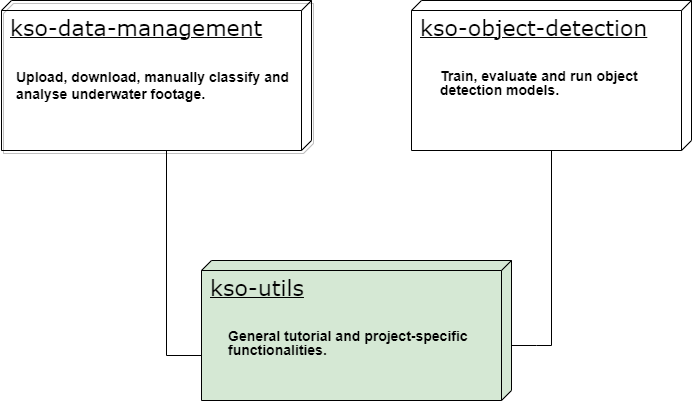 kso-data-management
Upload, download, manually classify and
analyse underwater footage.
kso-object-detection
Train, evaluate and run object
detection models.
kso-utils
General tutorial and project-specific
functionalities.